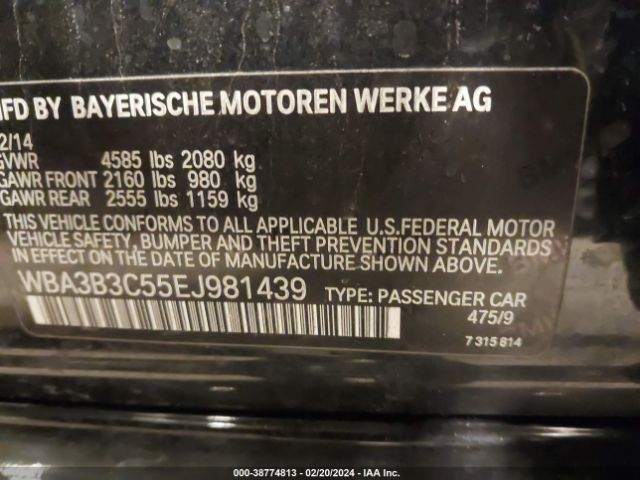 MFD BY BAYERISCHE MOTOREN WERKE AG
2/14
GVWR 4585 lbs 2080 kg
GAWR FRONT 2160 lbs 980 kg
GAWR REAR 2555 lbs 1159 kg
THIS VEHICLE CONFORMS TO ALL APPLICABLE U.S.FEDERAL MOTOR
VEHICLE SAFETY, BUMPER AND THEFT PREVENTION STANDARDS
IN EFFECT ON THE DATE OF MANUFACTURE SHOWN ABOVE.
WBA3B3C55EJ981439 TYPE: PASSENGER CAR
475/9
7 315 814
000-38774813 - 02/20/2024 - IAA Inc.